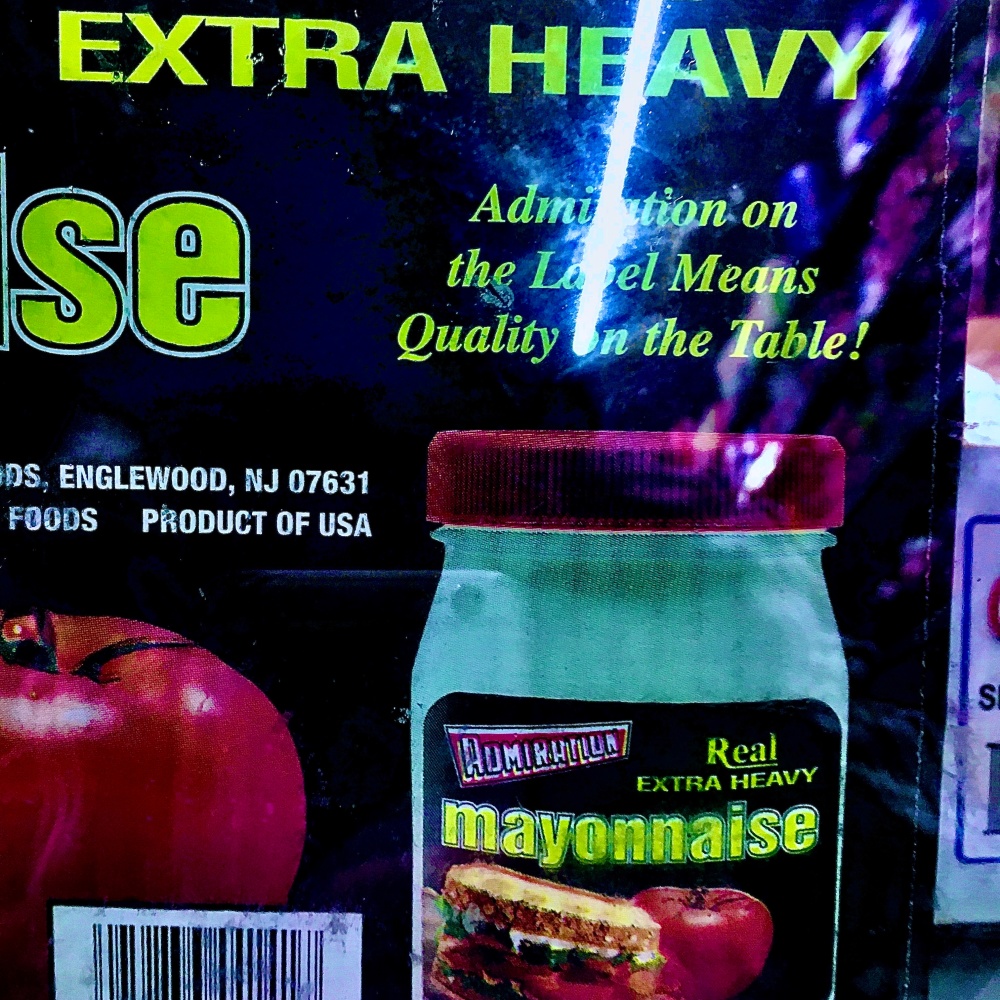 EXTRA HEAVY
se
Admiration on
the Label Means
Quality on the Table!
DS, ENGLEWOOD, NJ 07631
FOODS PRODUCT OF USA
ADMIRATION
Real
EXTRA HEAVY
mayonnaise